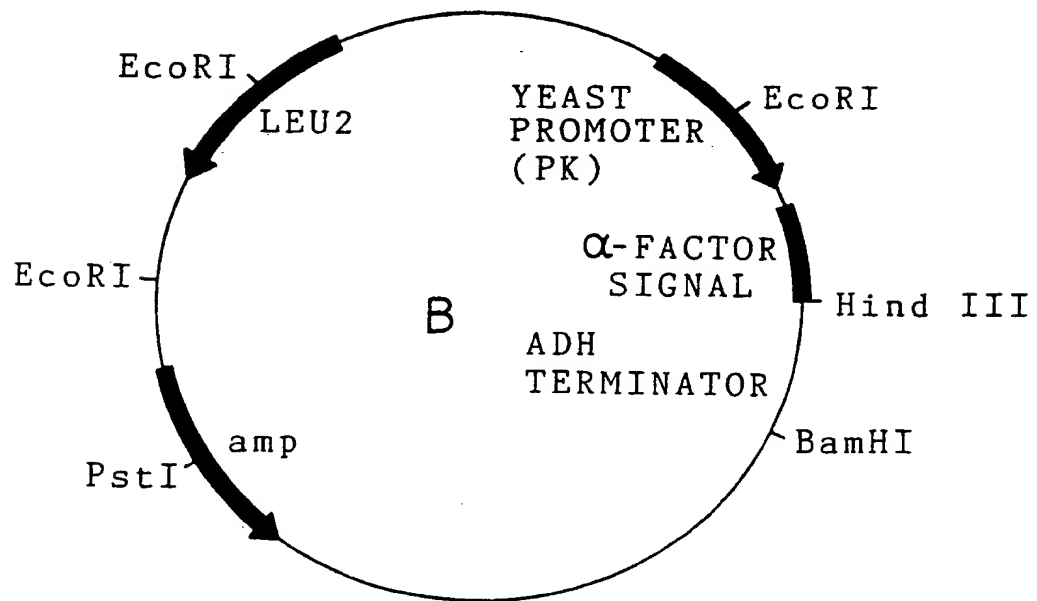 EcoRI
LEU2
YEAST
PROMOTER
(PK)
EcoRI
EcoRI
α-FACTOR
SIGNAL
Hind III
B
ADH
TERMINATOR
amp
PstI
BamHI